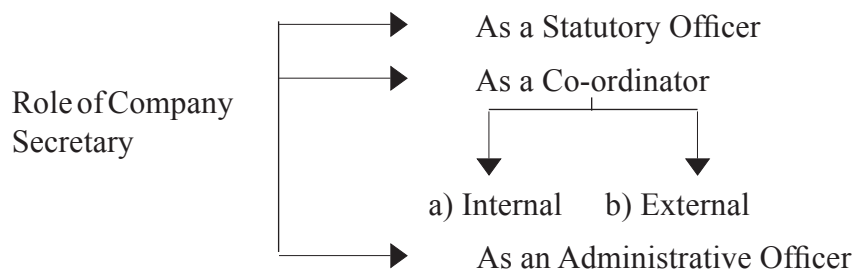 As a Statutory Officer
As a Co-ordinator
Role of Company
Secretary
a) Internal b) External
As an Administrative Officer